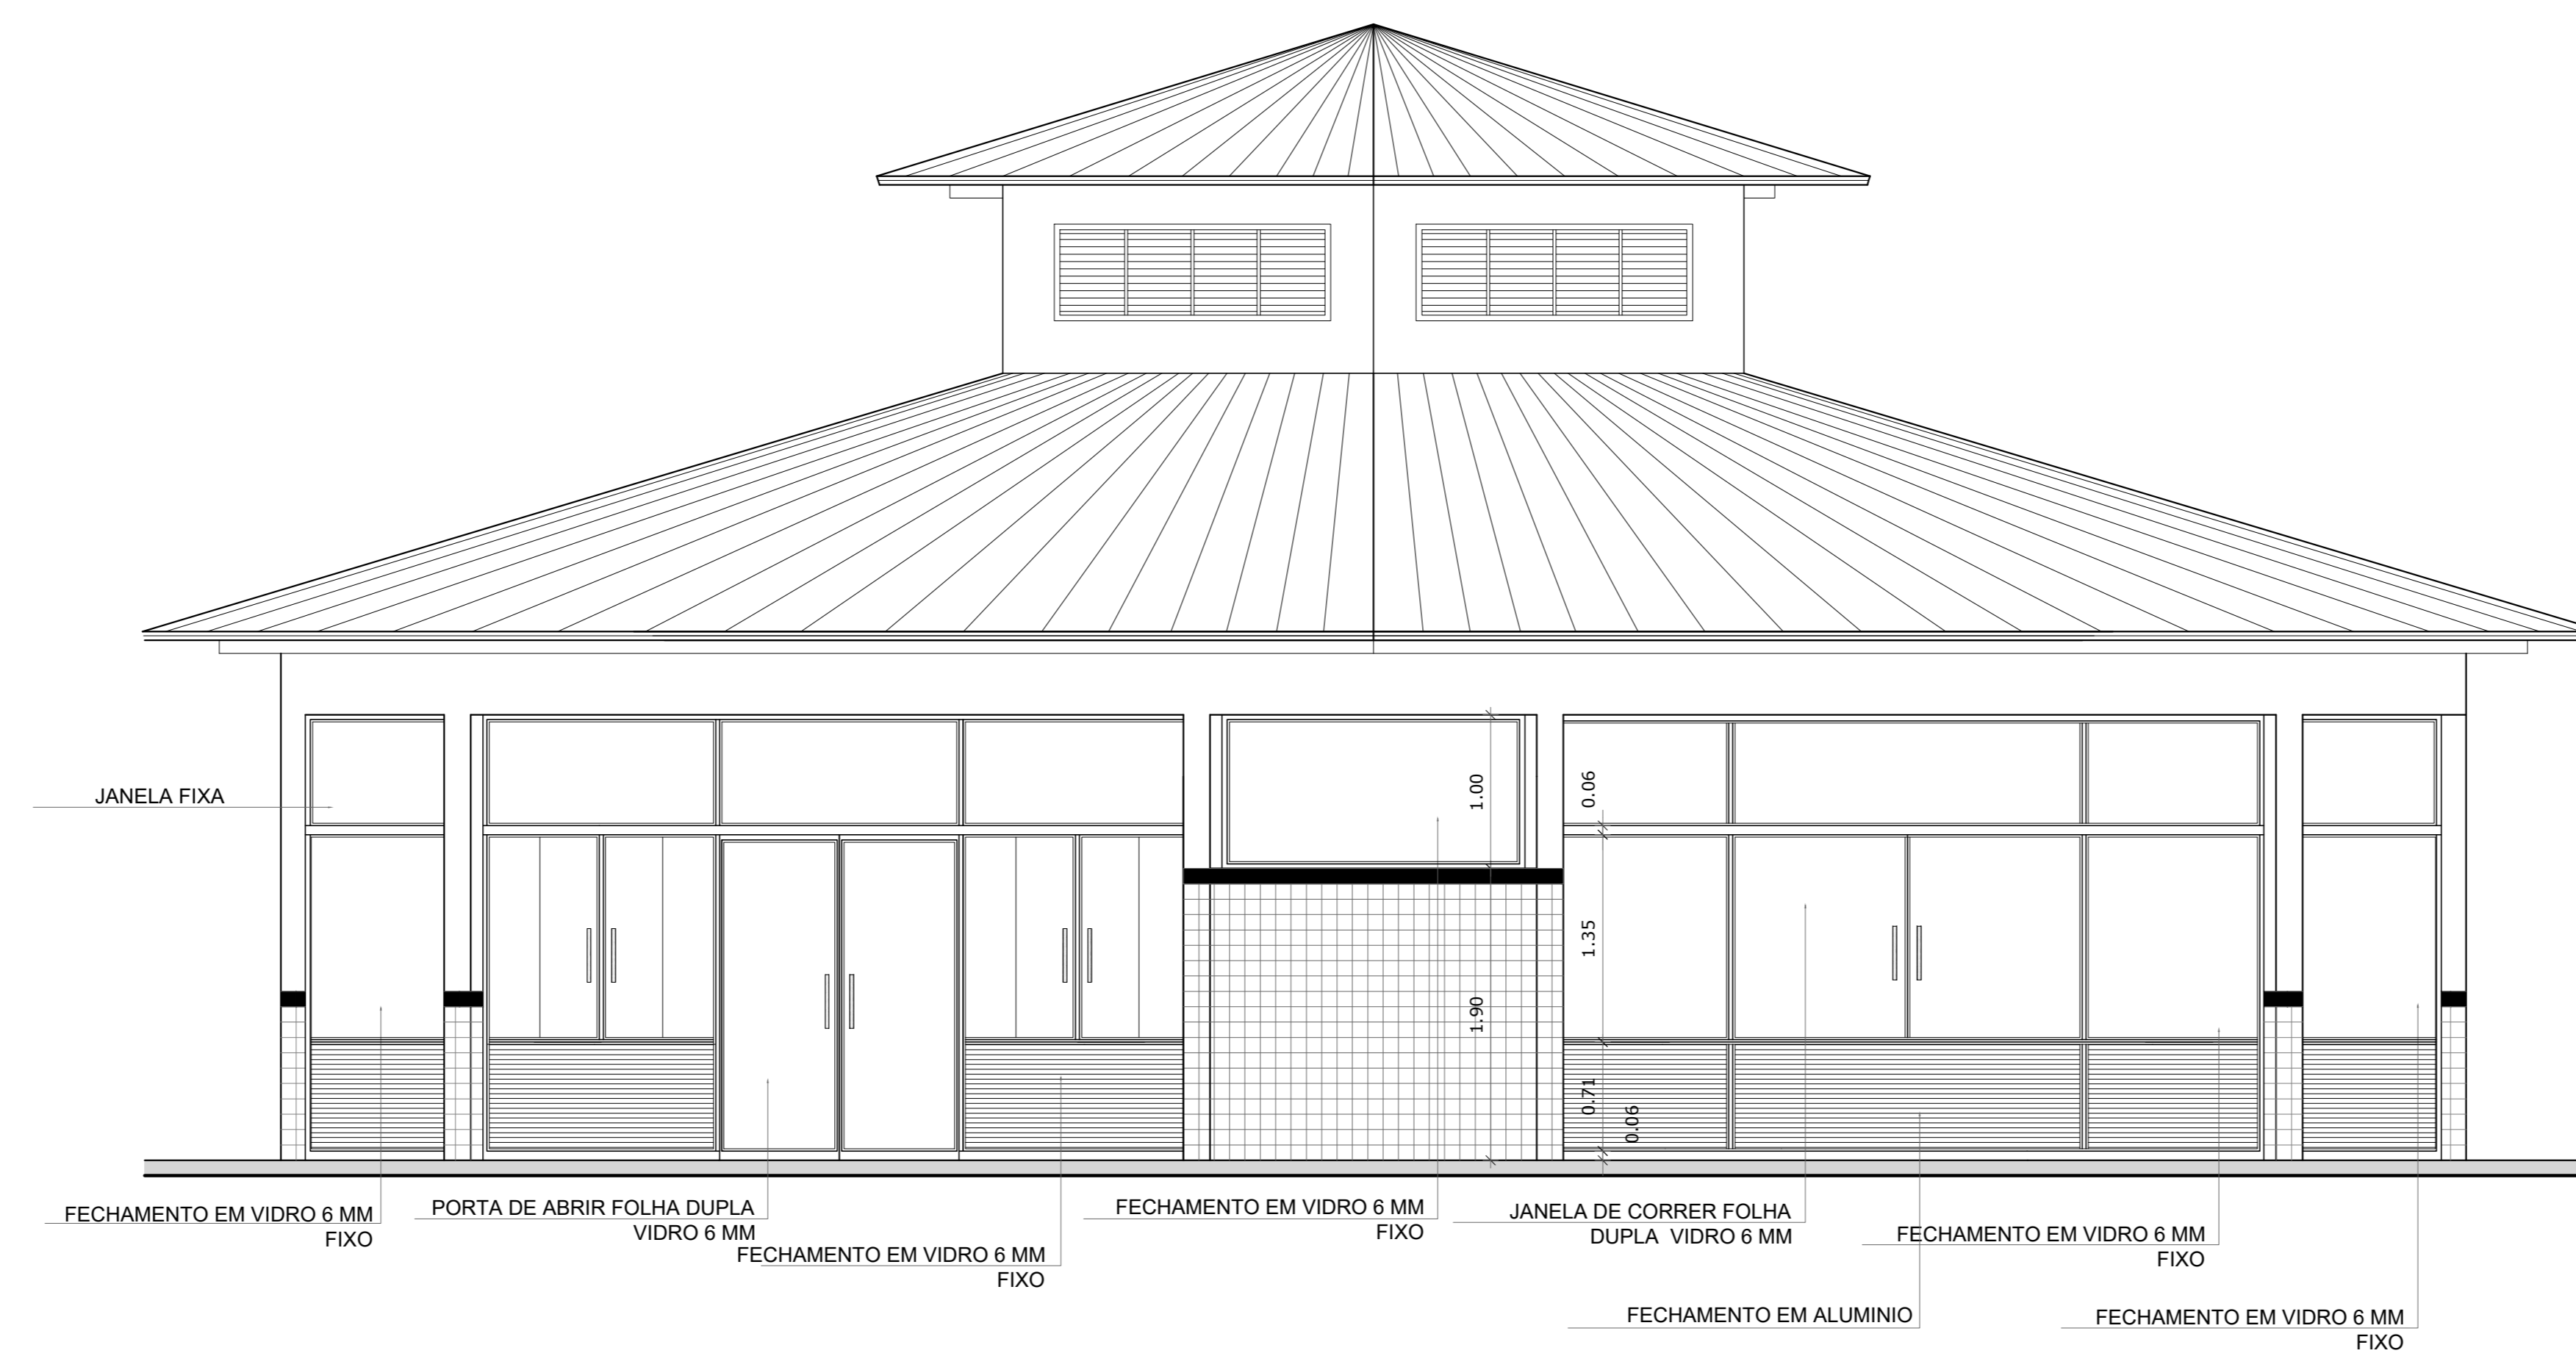 JANELA FIXA
1.00
0.06
1.35
1.90
0.71
0.06
FECHAMENTO EM VIDRO 6 MM
FIXO
PORTA DE ABRIR FOLHA DUPLA
VIDRO 6 MM
FECHAMENTO EM VIDRO 6 MM
FIXO
FECHAMENTO EM VIDRO 6 MM
FIXO
JANELA DE CORRER FOLHA
DUPLA VIDRO 6 MM
FECHAMENTO EM VIDRO 6 MM
FIXO
FECHAMENTO EM ALUMINIO
FECHAMENTO EM VIDRO 6 MM
FIXO